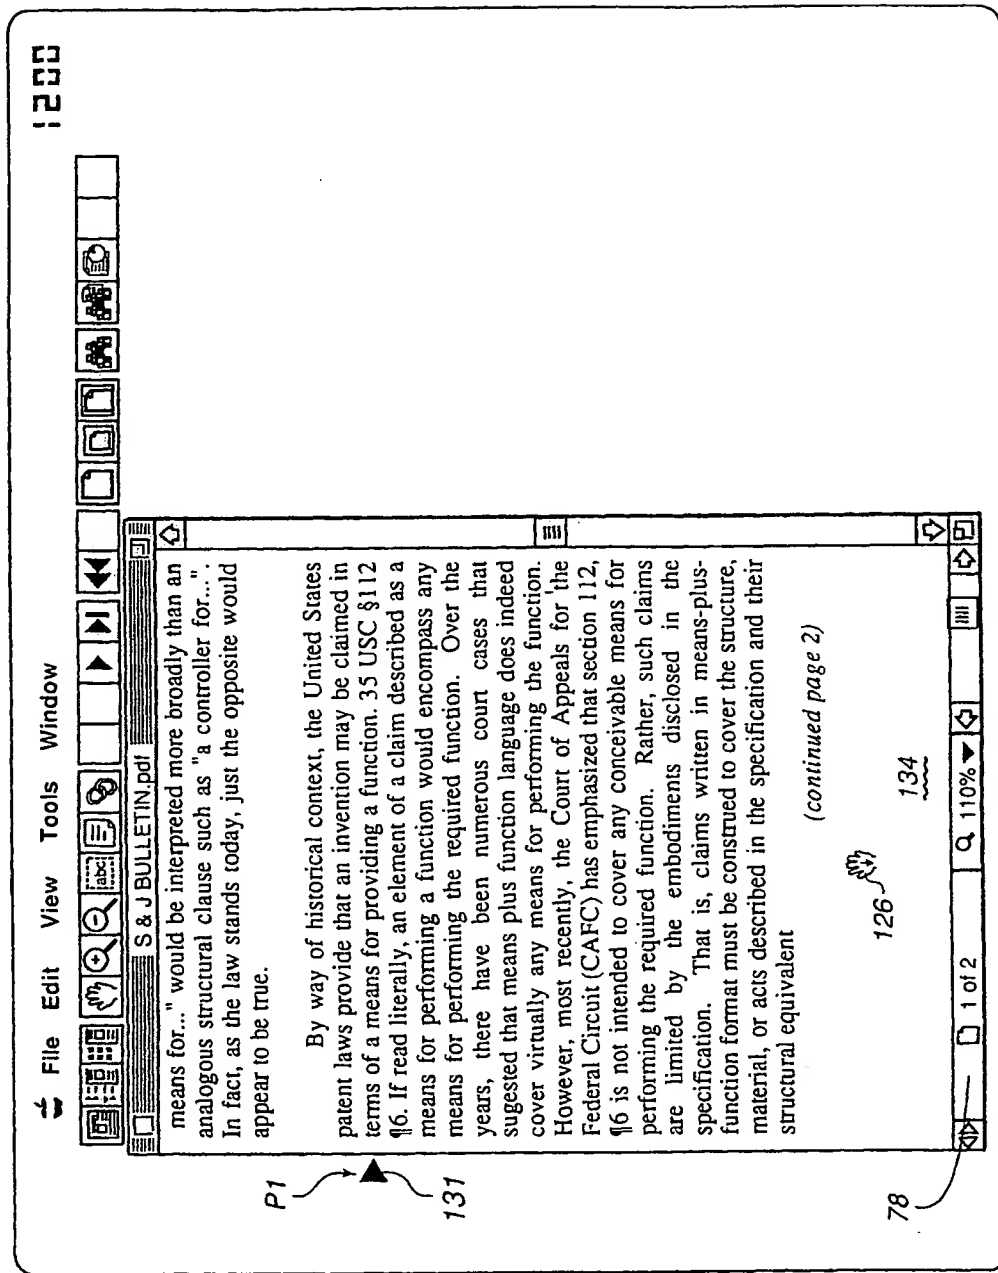 File Edit View Tools Window
1200
abc
S & J BULLETIN.pdf
means for..." would be interpreted more broadly than an
analogous structural clause such as "a controller for... ."
In fact, as the law stands today, just the opposite would
appear to be true.
By way of historical context, the United States
patent laws provide that an invention may be claimed in
terms of a means for providing a function. 35 USC §112
¶6. If read literally, an element of a claim described as a
means for performing a function would encompass any
means for performing the required function. Over the
years, there have been numerous court cases that
sugested that means plus function language does indeed
cover virtually any means for performing the function.
However, most recently, the Court of Appeals for the
Federal Circuit (CAFC) has emphasized that section 112,
¶6 is not intended to cover any conceivable means for
performing the required function. Rather, such claims
are limited by the embodiments disclosed in the
specification. That is, claims written in means-plus-
function format must be construed to cover the structure,
material, or acts described in the specification and their
structural equivalent
(continued page 2)
P1
131
126
134
78
1 of 2
110%